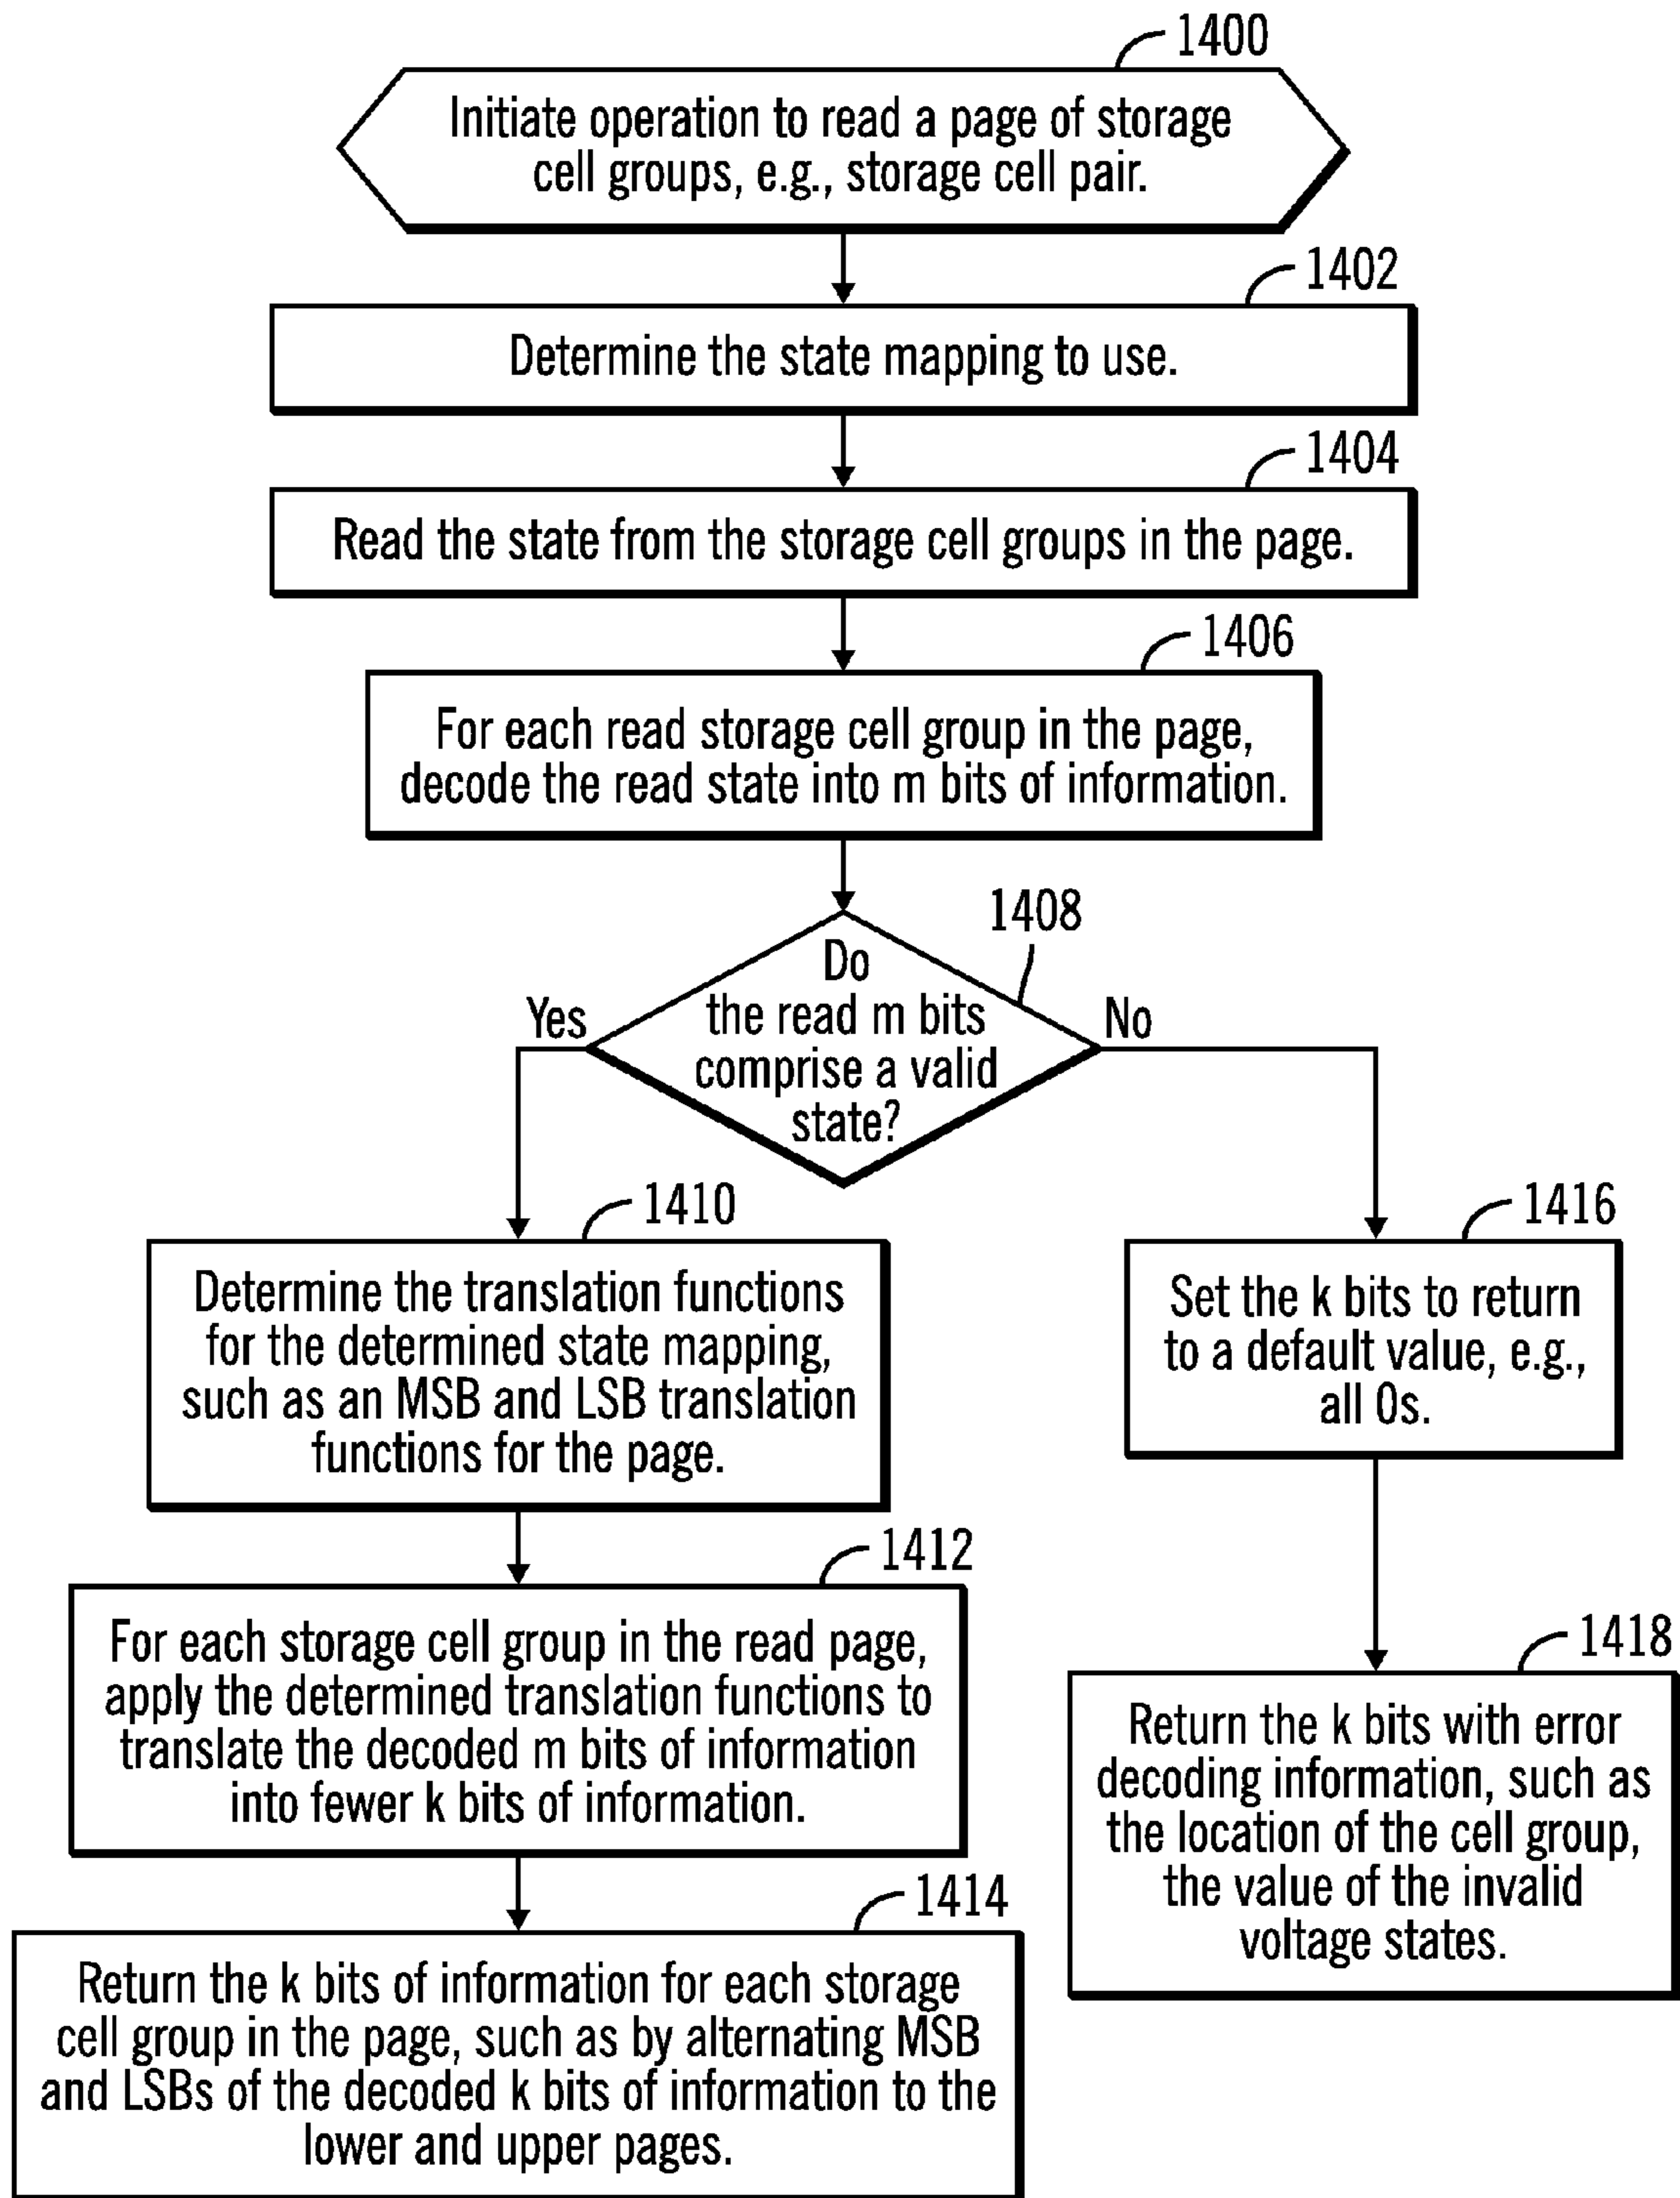 1400
Initiate operation to read a page of storage
cell groups, e.g., storage cell pair.
1402
Determine the state mapping to use.
1404
Read the state from the storage cell groups in the page.
1406
For each read storage cell group in the page,
decode the read state into m bits of information.
1408
Do
the read m bits
comprise a valid
state?
Yes
No
1410
Determine the translation functions
for the determined state mapping,
such as an MSB and LSB translation
functions for the page.
1412
For each storage cell group in the read page,
apply the determined translation functions to
translate the decoded m bits of information
into fewer k bits of information.
1414
Return the k bits of information for each storage
cell group in the page, such as by alternating MSB
and LSBs of the decoded k bits of information to the
lower and upper pages.
1416
Set the k bits to return
to a default value, e.g.,
all 0s.
1418
Return the k bits with error
decoding information, such as
the location of the cell group,
the value of the invalid
voltage states.